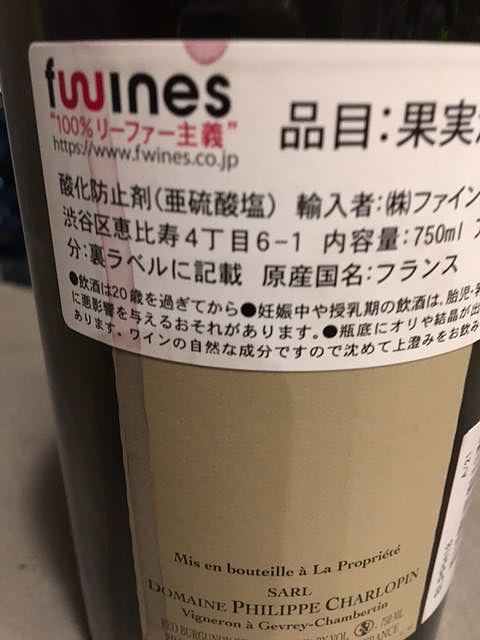 fwines
"100%リーファー主義"
https://www.fwines.co.jp
品目:果実
酸化防止剤(亜硫酸塩) 輸入者:㈱ファイン
渋谷区恵比寿4丁目6-1 内容量:750ml
分:裏ラベルに記載 原産国名:フランス
●飲酒は20歳を過ぎてから●妊娠中や授乳期の飲酒は、胎児・
に悪影響を与えるおそれがあります。●瓶底にオリや結晶が
あります。ワインの自然な成分ですので沈めて上澄みをお飲み
Mis en bouteille à La Propriété
SARL
DOMAINE PHILIPPE CHARLOPIN
Vigneron à Gevrey-Chambertin